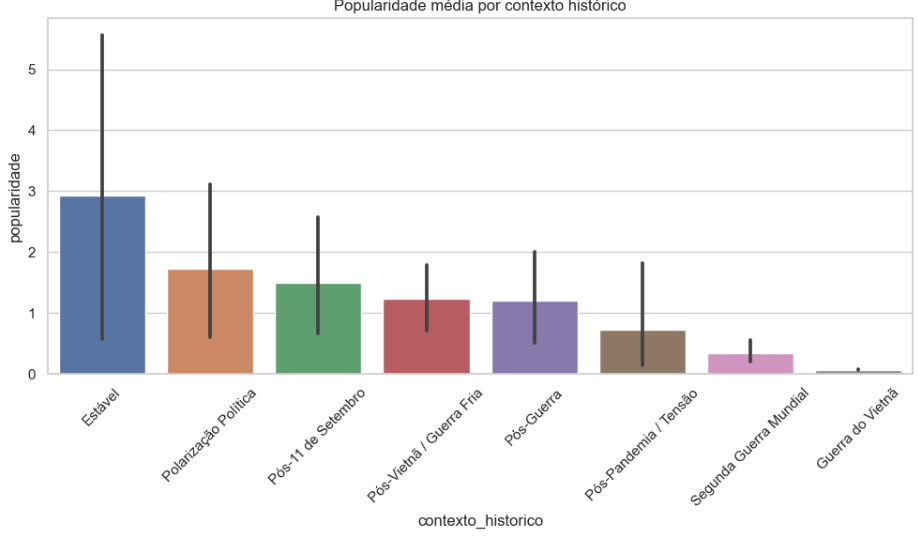 Popularidade média por contexto histórico
popularidade
5
4
3
2
1
0
Estável
Polarização Política
Pós-11 de Setembro
Pós-Vietnã / Guerra Fria
Pós-Guerra
Pós-Pandemia / Tensão
Segunda Guerra Mundial
Guerra do Vietnã
contexto_historico